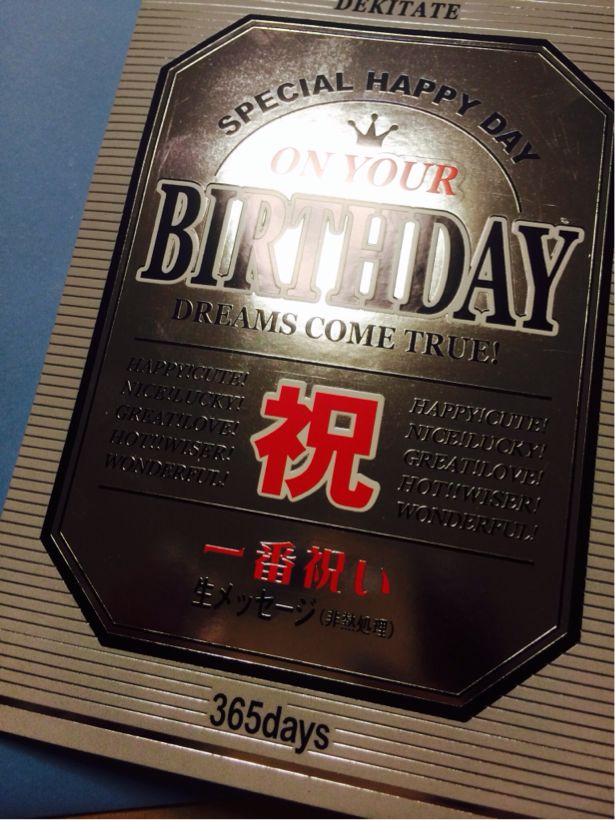 DEKITATE
SPECIAL HAPPY DAY
ON YOUR
BIRTHDAY
DREAMS COME TRUE!
HAPPY!CUTE!
NICE!LUCKY!
GREAT!LOVE!
HOT!!WISER!
WONDERFUL!
祝
HAPPY!CUTE!
NICE!LUCKY!
GREAT!LOVE!
HOT!!WISER!
WONDERFUL!
一番祝い
生メッセージ(非熱処理)
365days